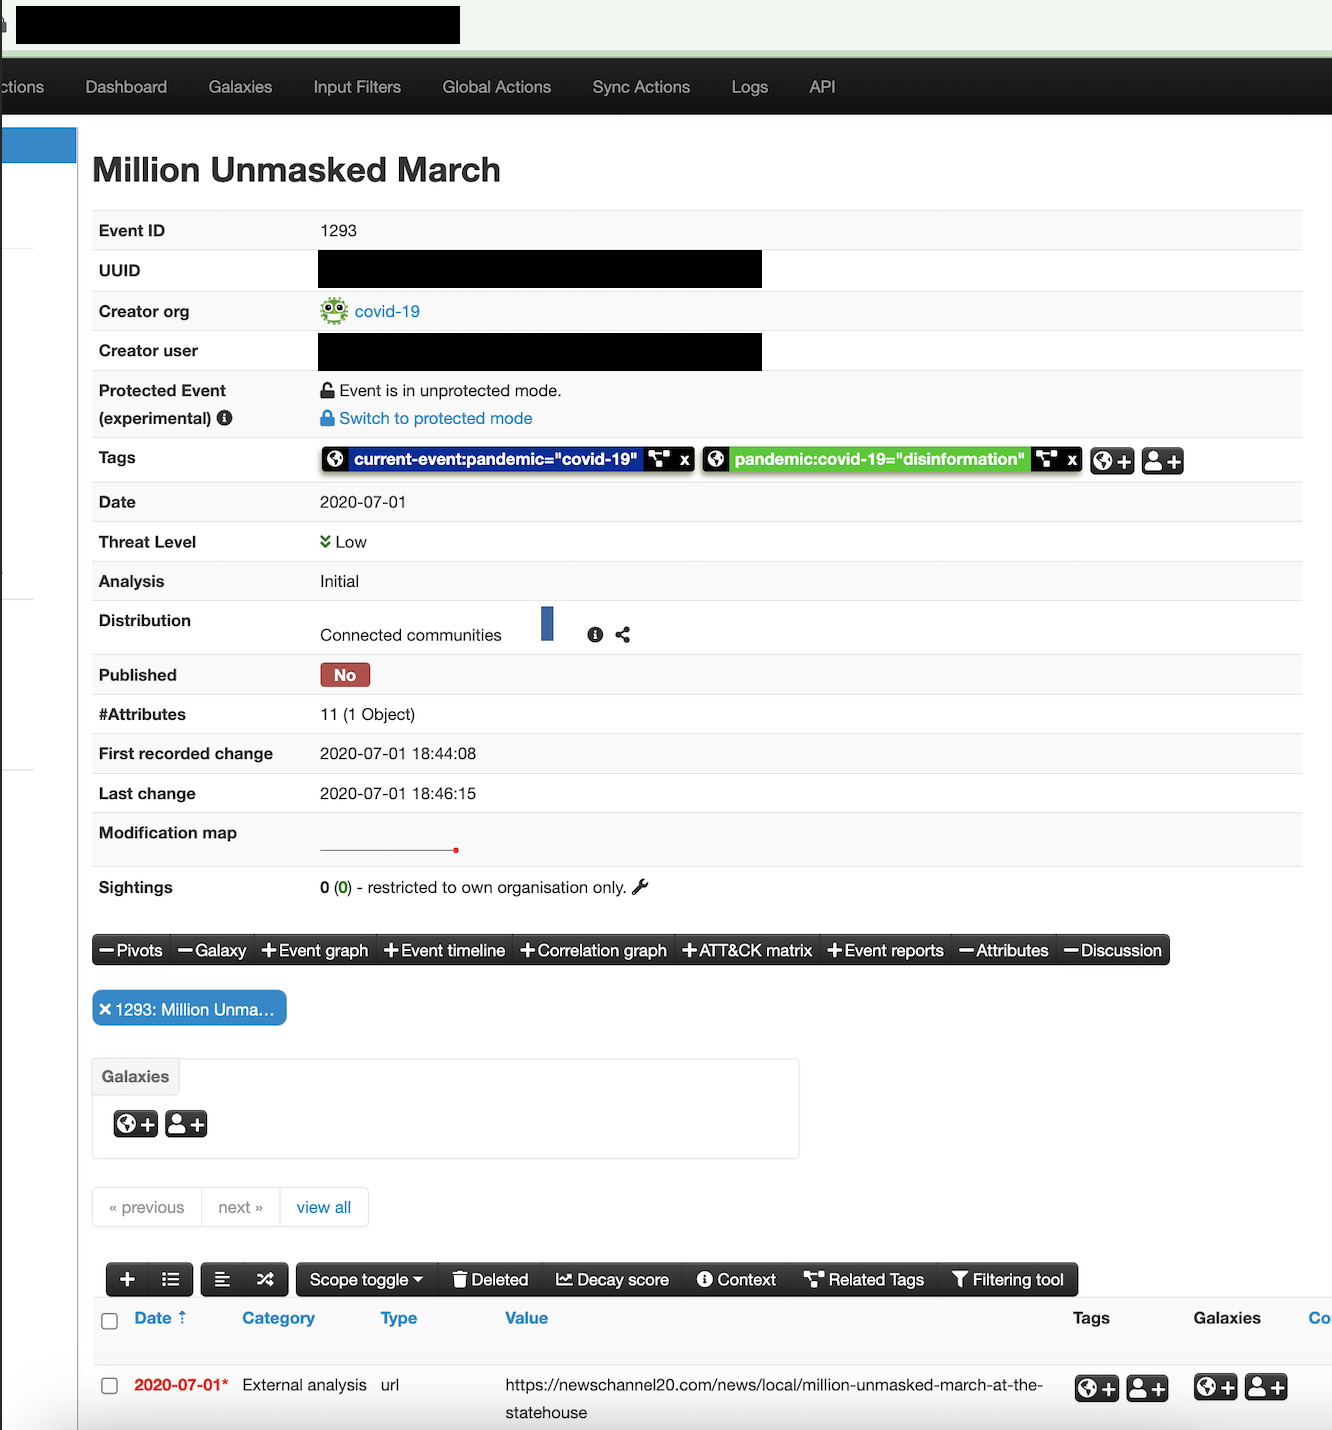 ctions Dashboard Galaxies Input Filters Global Actions Sync Actions Logs API
Million Unmasked March
Event ID 1293
UUID
Creator org covid-19
Creator user
Protected Event Event is in unprotected mode.
(experimental) Switch to protected mode
Tags current-event:pandemic="covid-19" x pandemic:covid-19="disinformation" x + +
Date 2020-07-01
Threat Level Low
Analysis Initial
Distribution Connected communities
Published No
#Attributes 11 (1 Object)
First recorded change 2020-07-01 18:44:08
Last change 2020-07-01 18:46:15
Modification map
Sightings 0 (0) - restricted to own organisation only.
−Pivots −Galaxy +Event graph +Event timeline +Correlation graph +ATT&CK matrix +Event reports −Attributes −Discussion
×1293: Million Unma...
Galaxies
+ +
« previous next » view all
+ Scope toggle Deleted Decay score Context Related Tags Filtering tool
Date ↑ Category Type Value Tags Galaxies Co
2020-07-01* External analysis url https://newschannel20.com/news/local/million-unmasked-march-at-the- + + + +
statehouse